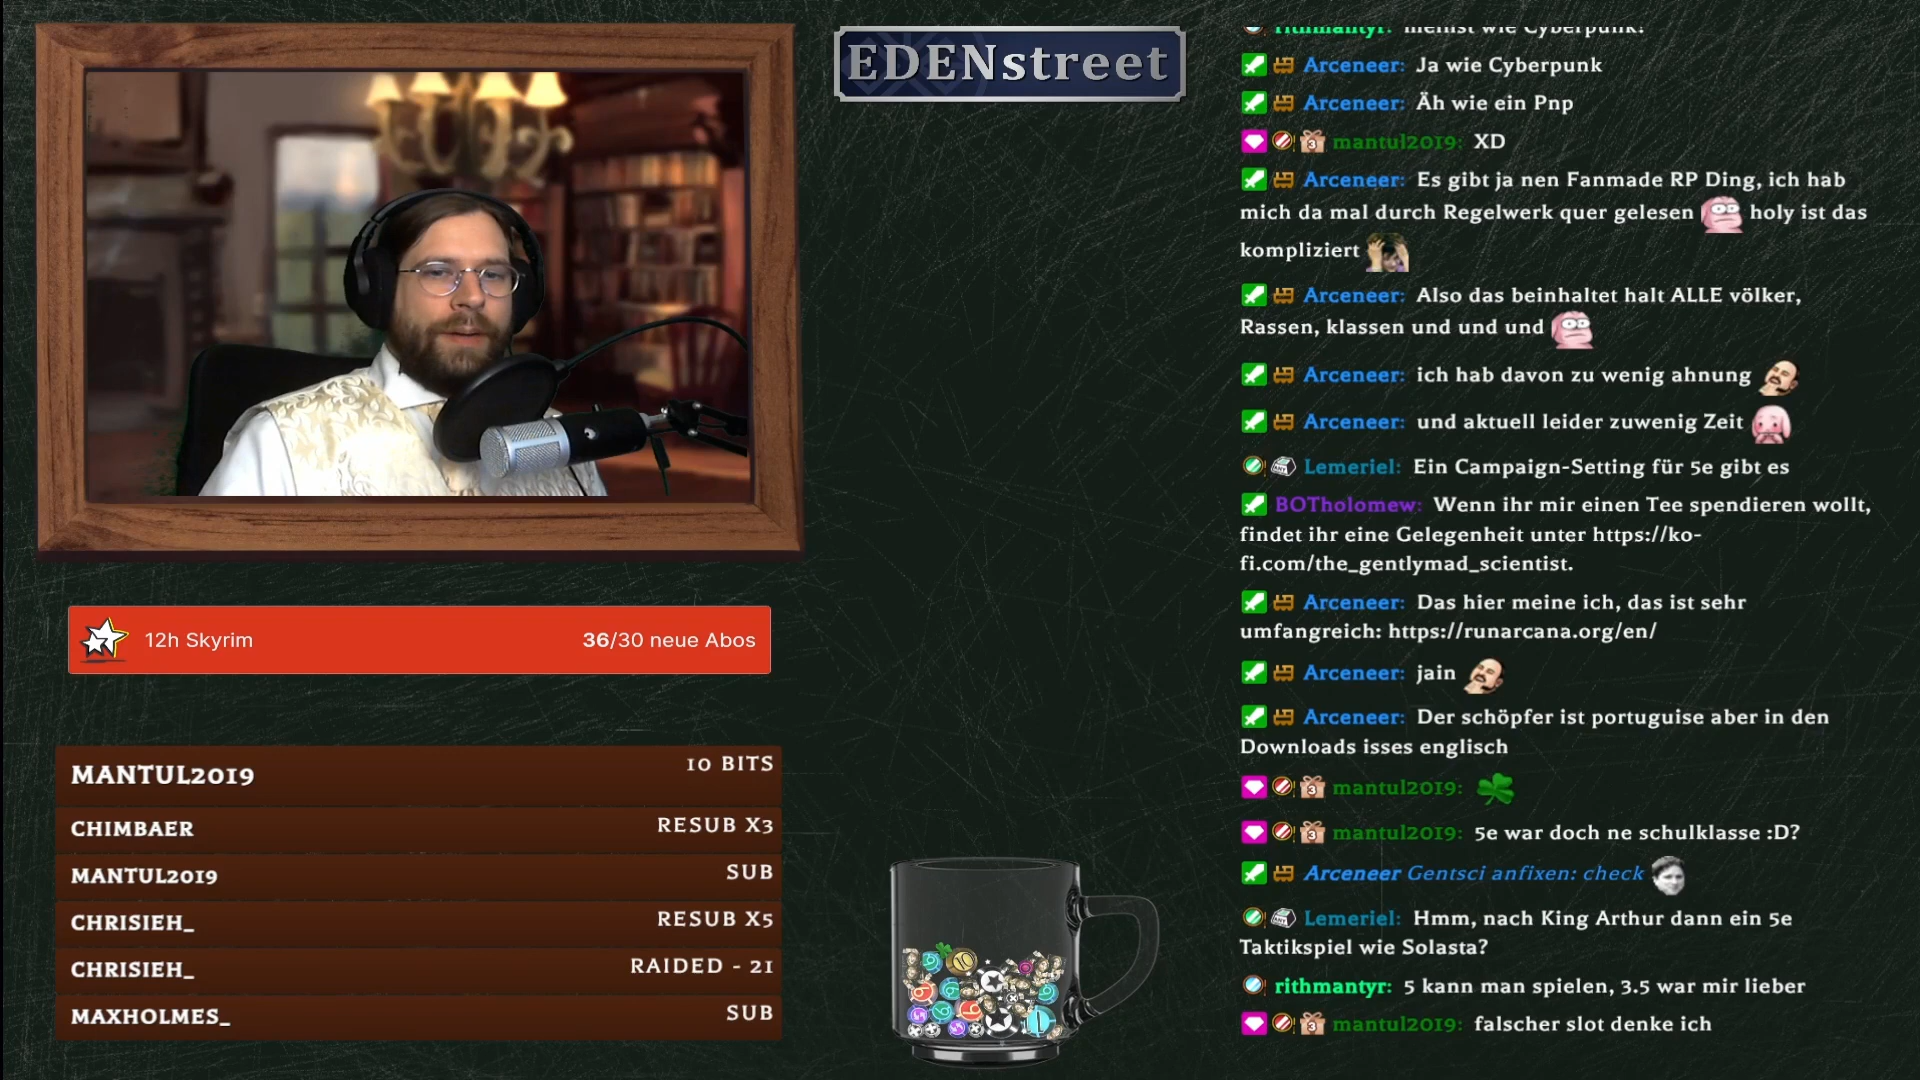 EDENstreet
rithmantyr: meinst wie Cyberpunk?
Arceneer: Ja wie Cyberpunk
Arceneer: Äh wie ein Pnp
mantul2019: XD
Arceneer: Es gibt ja nen Fanmade RP Ding, ich hab
mich da mal durch Regelwerk quer gelesen holy ist das
kompliziert
Arceneer: Also das beinhaltet halt ALLE völker,
Rassen, klassen und und und
Arceneer: ich hab davon zu wenig ahnung
Arceneer: und aktuell leider zuwenig Zeit
Lemeriel: Ein Campaign-Setting für 5e gibt es
BOTholomew: Wenn ihr mir einen Tee spendieren wollt,
findet ihr eine Gelegenheit unter https://ko-
fi.com/the_gentlymad_scientist.
Arceneer: Das hier meine ich, das ist sehr
umfangreich: https://runarcana.org/en/
Arceneer: jain
Arceneer: Der schöpfer ist portuguise aber in den
Downloads isses englisch
mantul2019:
mantul2019: 5e war doch ne schulklasse :D?
Arceneer Gentsci anfixen: check
Lemeriel: Hmm, nach King Arthur dann ein 5e
Taktikspiel wie Solasta?
rithmantyr: 5 kann man spielen, 3.5 war mir lieber
mantul2019: falscher slot denke ich
12h Skyrim 36/30 neue Abos
MANTUL2019 10 BITS
CHIMBAER RESUB X3
MANTUL2019 SUB
CHRISIEH_ RESUB X5
CHRISIEH_ RAIDED - 21
MAXHOLMES_ SUB